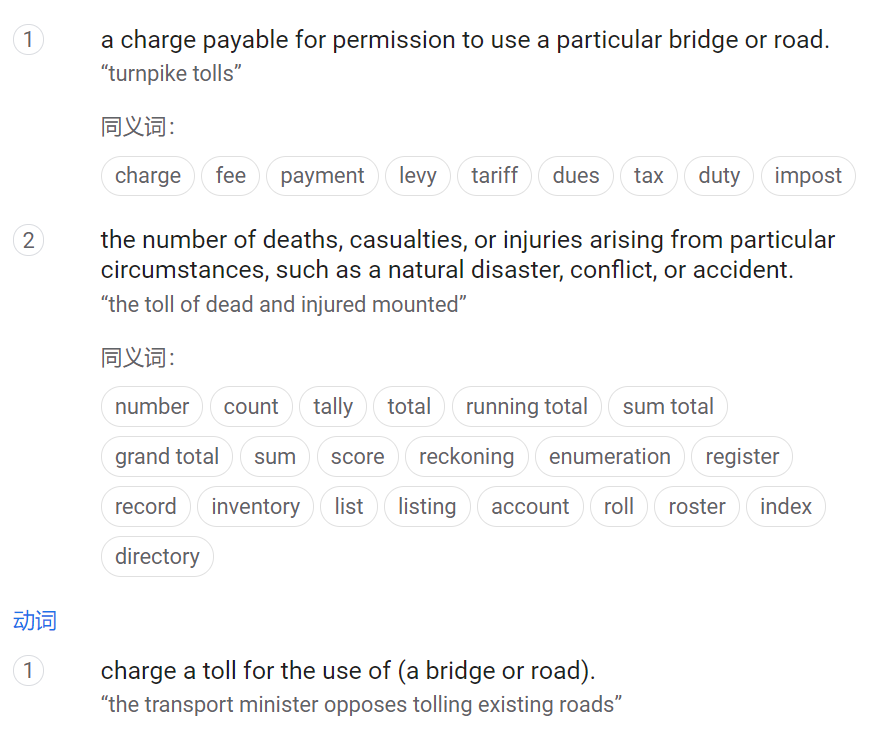 1 a charge payable for permission to use a particular bridge or road.
“turnpike tolls”
同义词：
charge fee payment levy tariff dues tax duty impost
2 the number of deaths, casualties, or injuries arising from particular
circumstances, such as a natural disaster, conflict, or accident.
“the toll of dead and injured mounted”
同义词：
number count tally total running total sum total
grand total sum score reckoning enumeration register
record inventory list listing account roll roster index
directory
动词
1 charge a toll for the use of (a bridge or road).
“the transport minister opposes tolling existing roads”